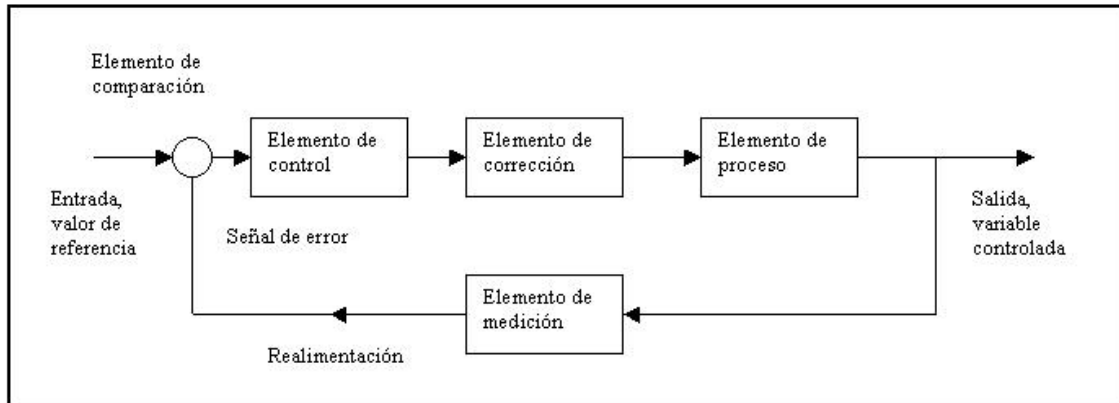 Elemento de
comparación
Elemento de
control
Elemento de
corrección
Elemento de
proceso
Entrada,
valor de
referencia
Señal de error
Salida,
variable
controlada
Elemento de
medición
Realimentación